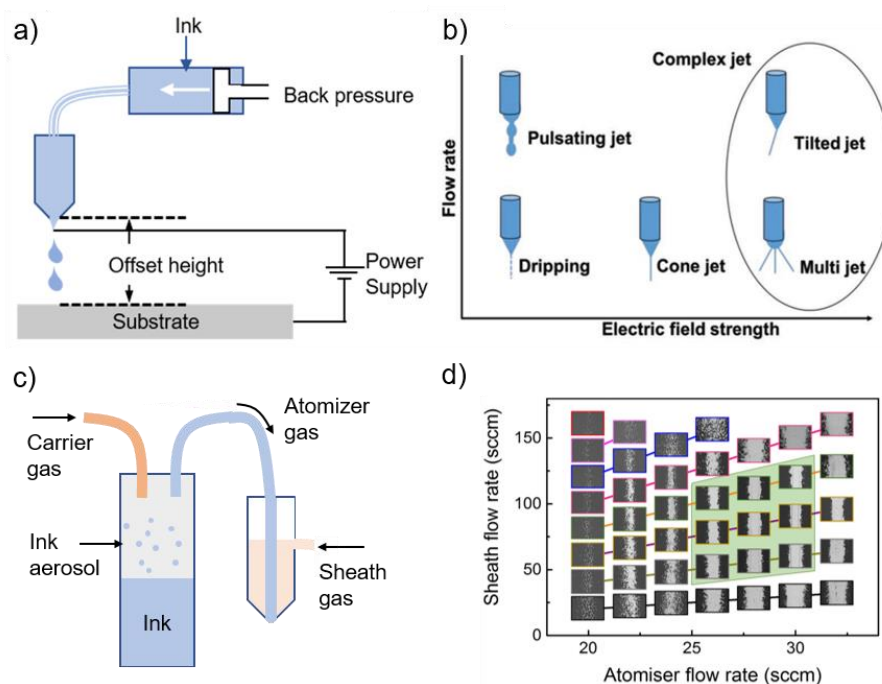 a)
Ink
Back pressure
Offset height
Power
Supply
Substrate
b)
Complex jet
Flow rate
Pulsating jet
Tilted jet
Dripping
Cone jet
Multi jet
Electric field strength
c)
Carrier
gas
Atomizer
gas
Ink
aerosol
Sheath
gas
Ink
d)
Sheath flow rate (sccm)
150
100
50
0
20
25
30
Atomiser flow rate (sccm)